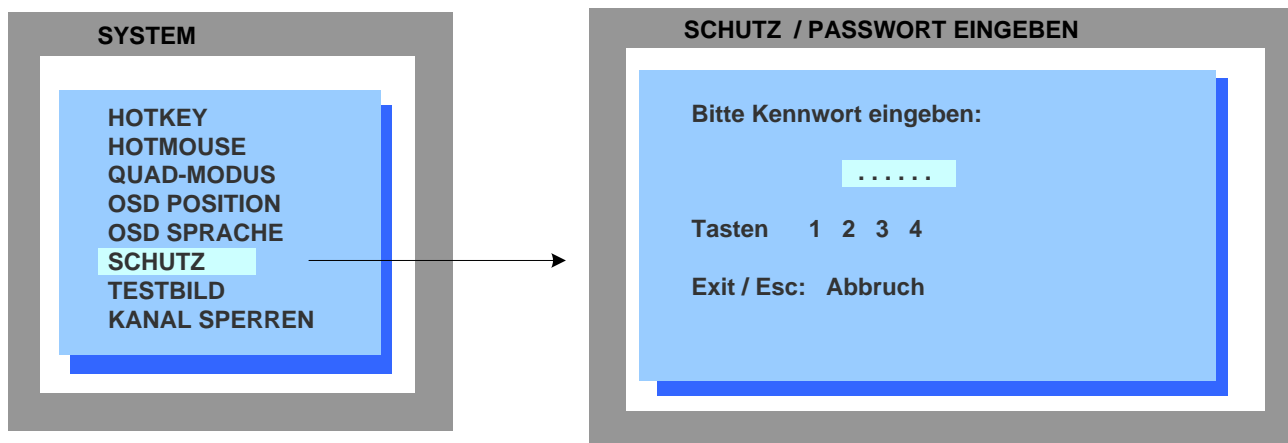 SYSTEM
HOTKEY
HOTMOUSE
QUAD-MODUS
OSD POSITION
OSD SPRACHE
SCHUTZ
TESTBILD
KANAL SPERREN
SCHUTZ / PASSWORT EINGEBEN
Bitte Kennwort eingeben:
. . . . . .
Tasten 1 2 3 4
Exit / Esc: Abbruch